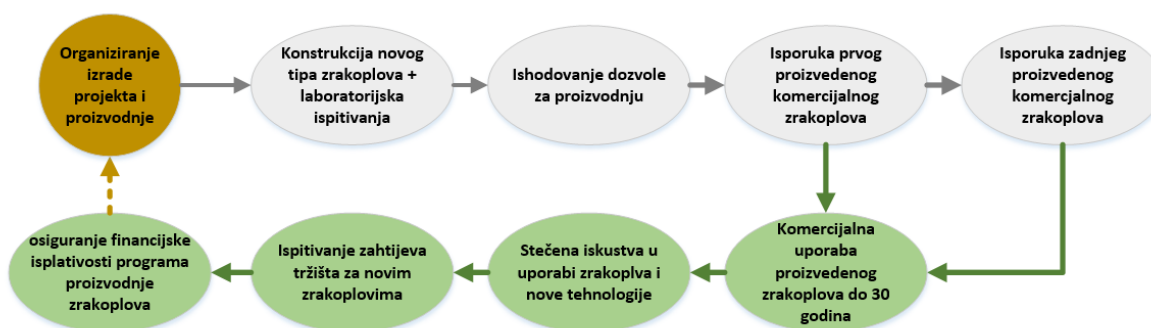 Organiziranje
izrade
projekta i
proizvodnje
Konstrukcija novog
tipa zrakoplova +
laboratorijska
ispitivanja
Ishodovanje dozvole
za proizvodnju
Isporuka prvog
proizvedenog
komercijalnog
zrakoplova
Isporuka zadnjeg
proizvedenog
komercjalnog
zrakoplova
osiguranje financijske
isplativosti programa
proizvodnje
zrakoplova
Ispitivanje zahtijeva
tržišta za novim
zrakoplovima
Stečena iskustva u
uporabi zrakoplva i
nove tehnologije
Komercijalna
uporaba
proizvedenog
zrakoplova do 30
godina